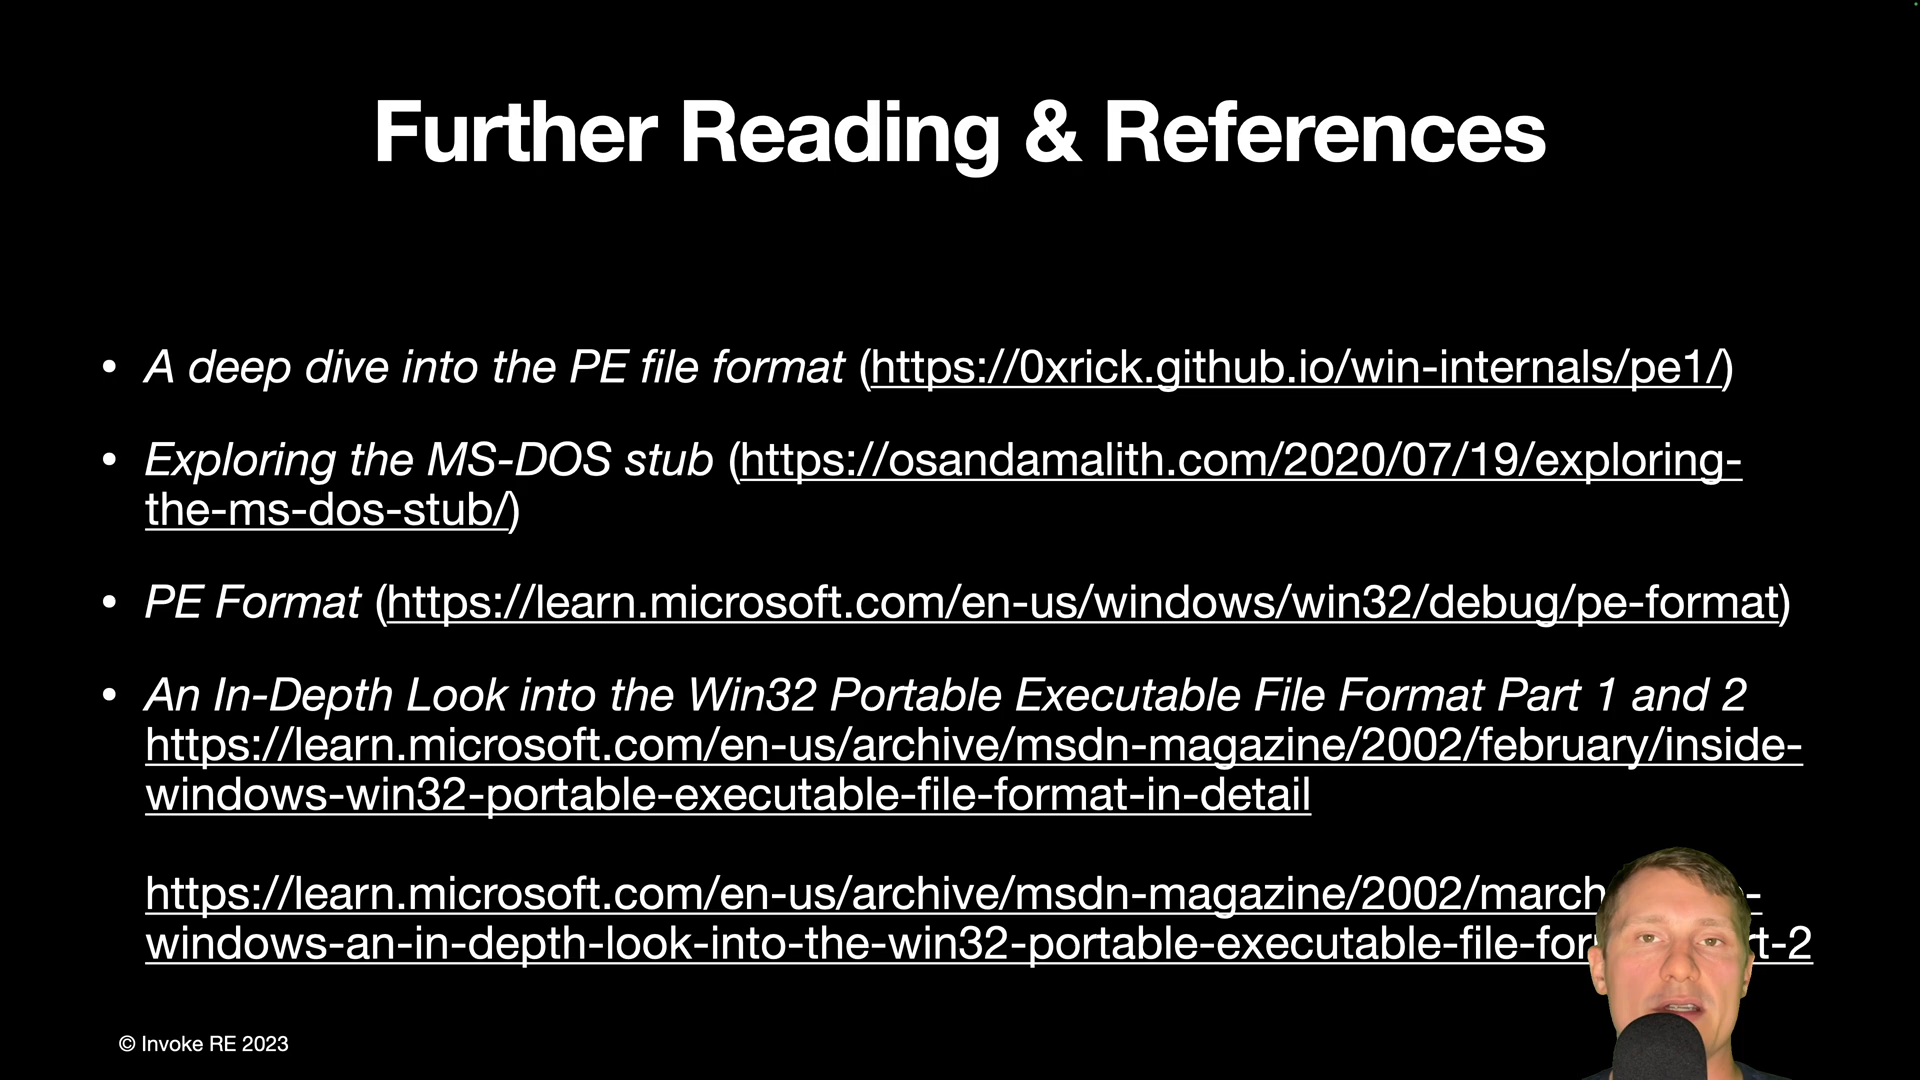 Further Reading & References
• A deep dive into the PE file format (https://0xrick.github.io/win-internals/pe1/)
• Exploring the MS-DOS stub (https://osandamalith.com/2020/07/19/exploring-
the-ms-dos-stub/)
• PE Format (https://learn.microsoft.com/en-us/windows/win32/debug/pe-format)
• An In-Depth Look into the Win32 Portable Executable File Format Part 1 and 2
https://learn.microsoft.com/en-us/archive/msdn-magazine/2002/february/inside-
windows-win32-portable-executable-file-format-in-detail
https://learn.microsoft.com/en-us/archive/msdn-magazine/2002/march
windows-an-in-depth-look-into-the-win32-portable-executable-file-for t-2
© Invoke RE 2023